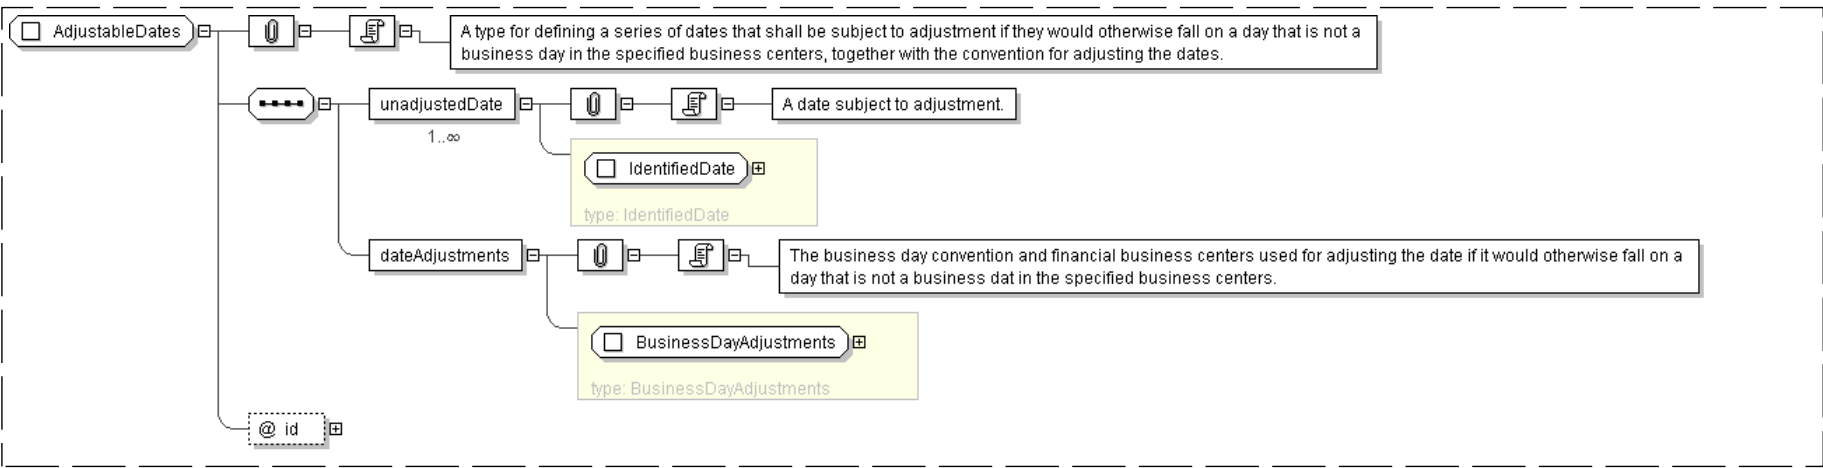 AdjustableDates
A type for defining a series of dates that shall be subject to adjustment if they would otherwise fall on a day that is not a
business day in the specified business centers, together with the convention for adjusting the dates.
unadjustedDate
A date subject to adjustment.
1..∞
IdentifiedDate
type: IdentifiedDate
dateAdjustments
The business day convention and financial business centers used for adjusting the date if it would otherwise fall on a
day that is not a business dat in the specified business centers.
BusinessDayAdjustments
type: BusinessDayAdjustments
@ id